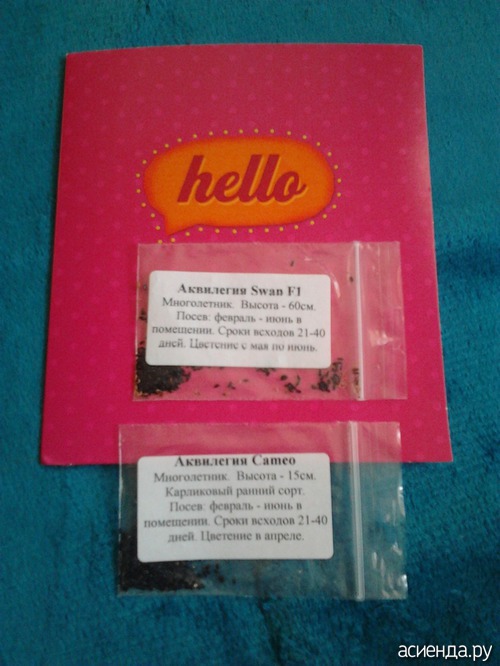 hello
Аквилегия Swan F1
Многолетник. Высота - 60см.
Посев: февраль - июнь в
помещении. Сроки всходов 21-40
дней. Цветение с мая по июнь.
Аквилегия Cameo
Многолетник. Высота - 15см.
Карликовый ранний сорт.
Посев: февраль - июнь в
помещении. Сроки всходов 21-40
дней. Цветение в апреле.
асиенда.ру